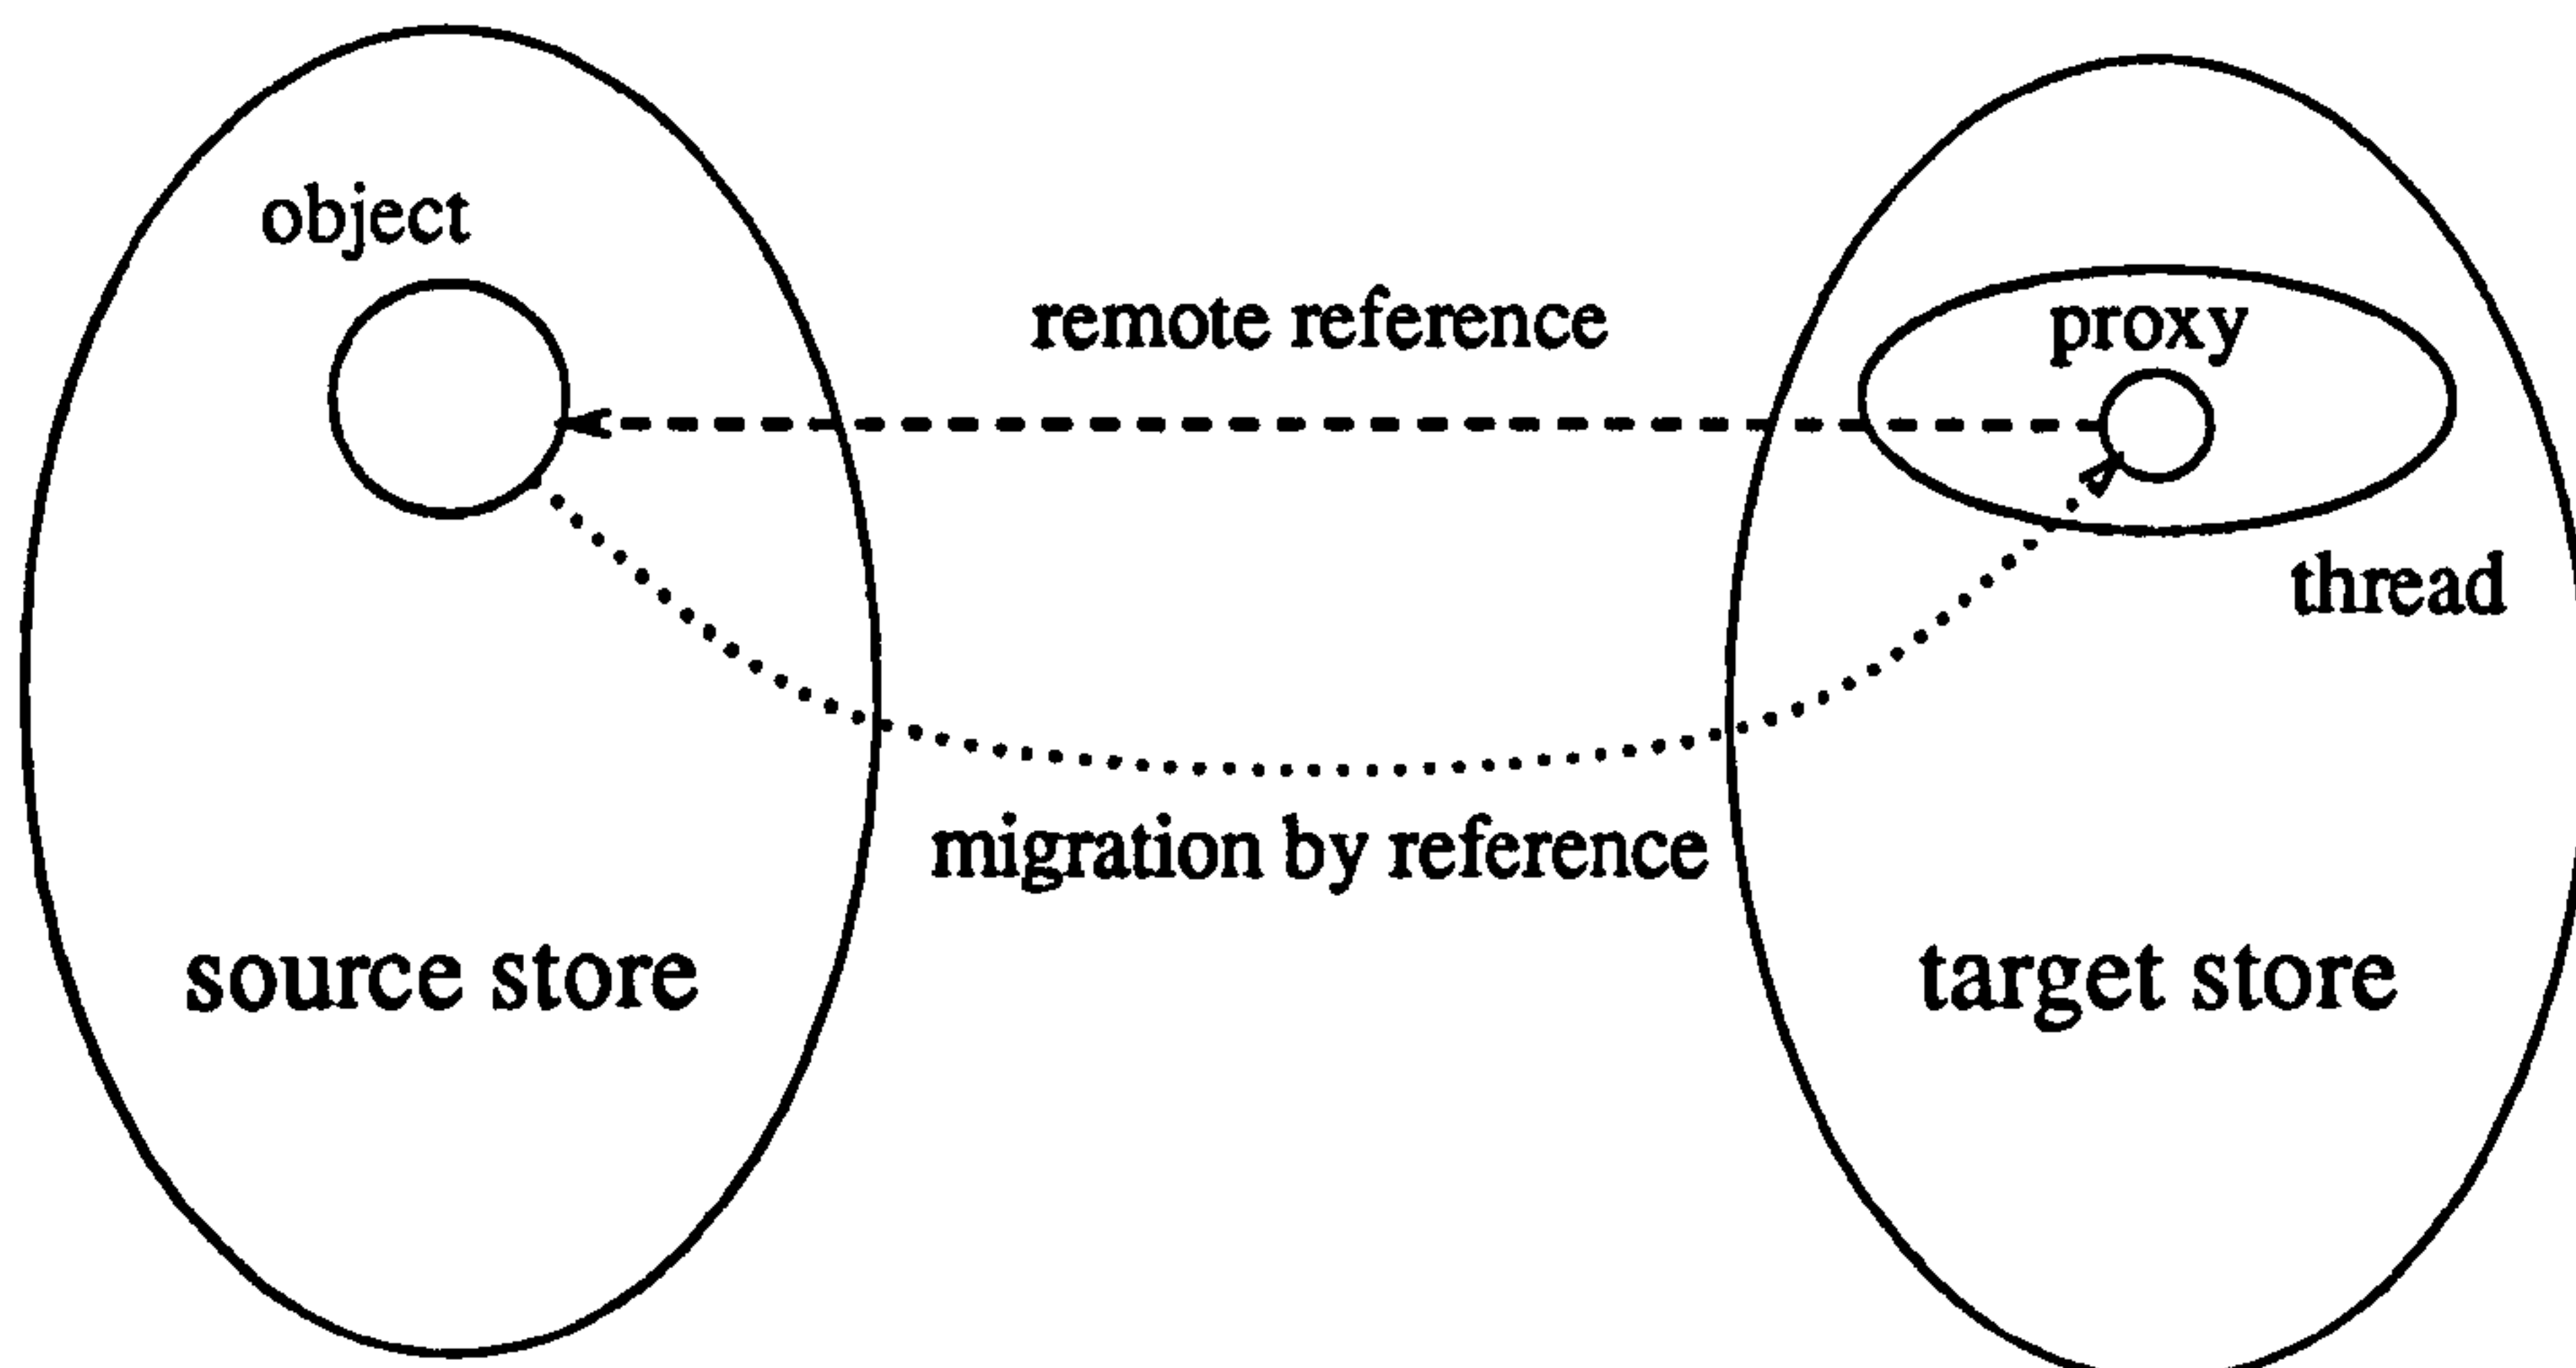 object
remote reference
proxy
thread
migration by reference
source store
target store